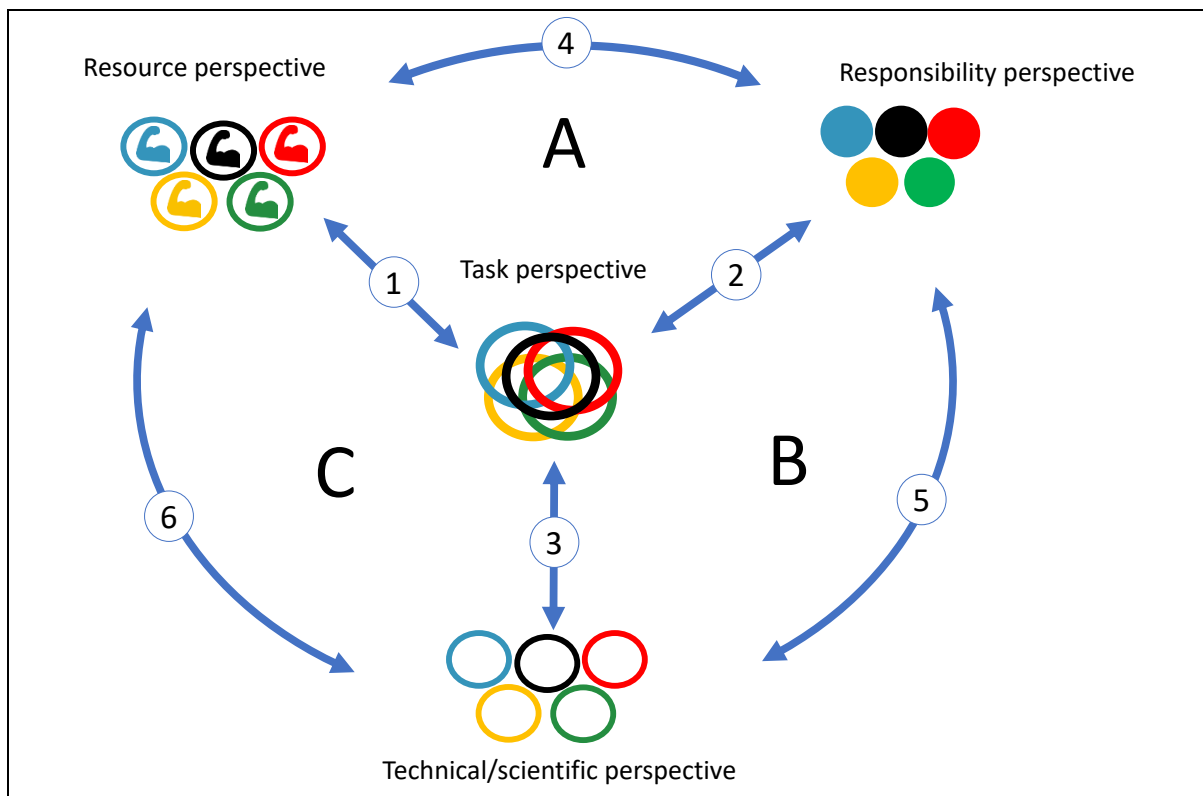 4
Resource perspective
Responsibility perspective
A
Task perspective
1
2
C
B
6
5
3
Technical/scientific perspective